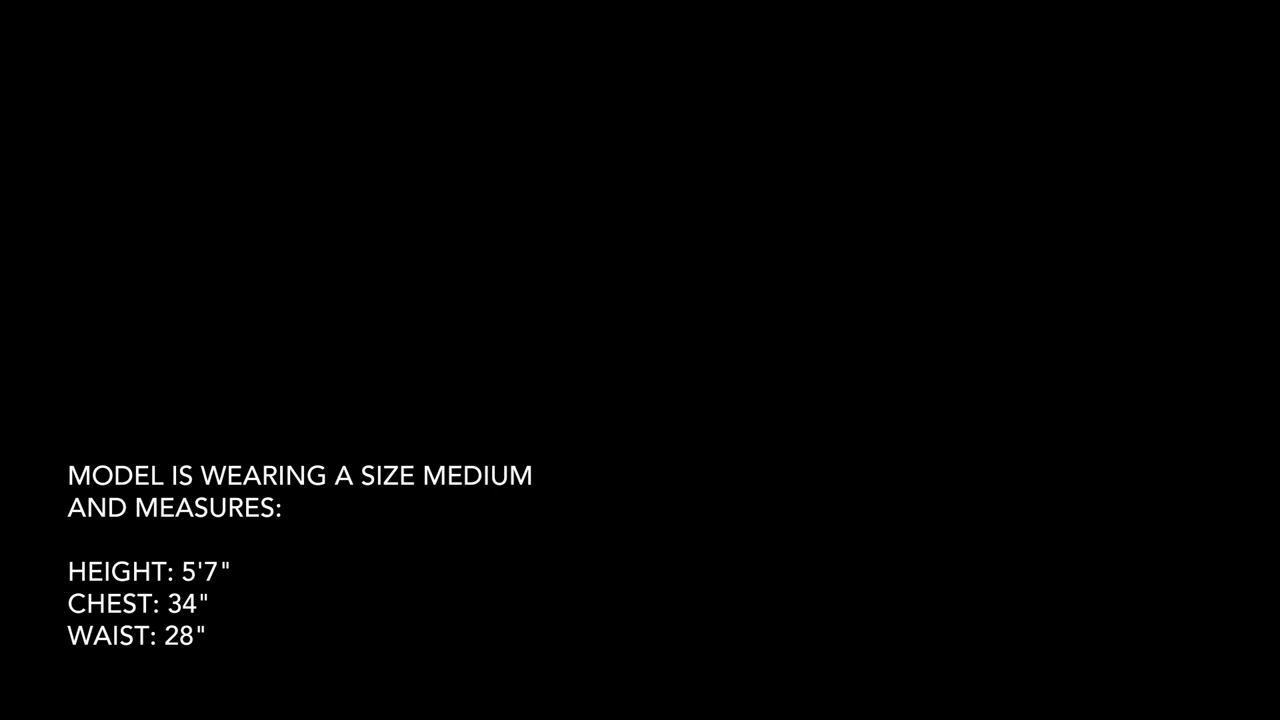 MODEL IS WEARING A SIZE MEDIUM
AND MEASURES:
HEIGHT: 5'7"
CHEST: 34"
WAIST: 28"